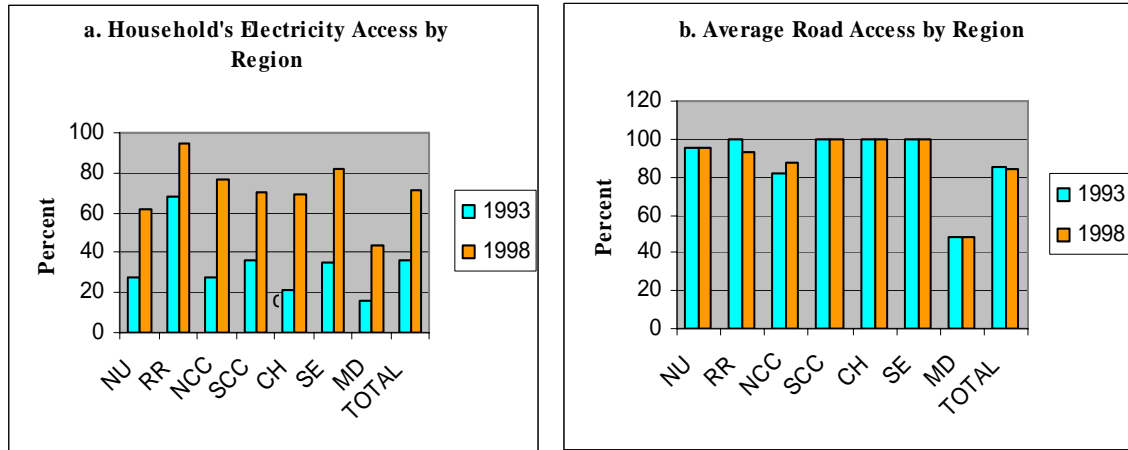 a. Household's Electricity Access by
Region
Percent
100
80
60
40
20
0
NU
RR
NCC
SCC
CH
SE
MD
TOTAL
1993
1998
b. Average Road Access by Region
Percent
120
100
80
60
40
20
0
NU
RR
NCC
SCC
CH
SE
MD
TOTAL
1993
1998